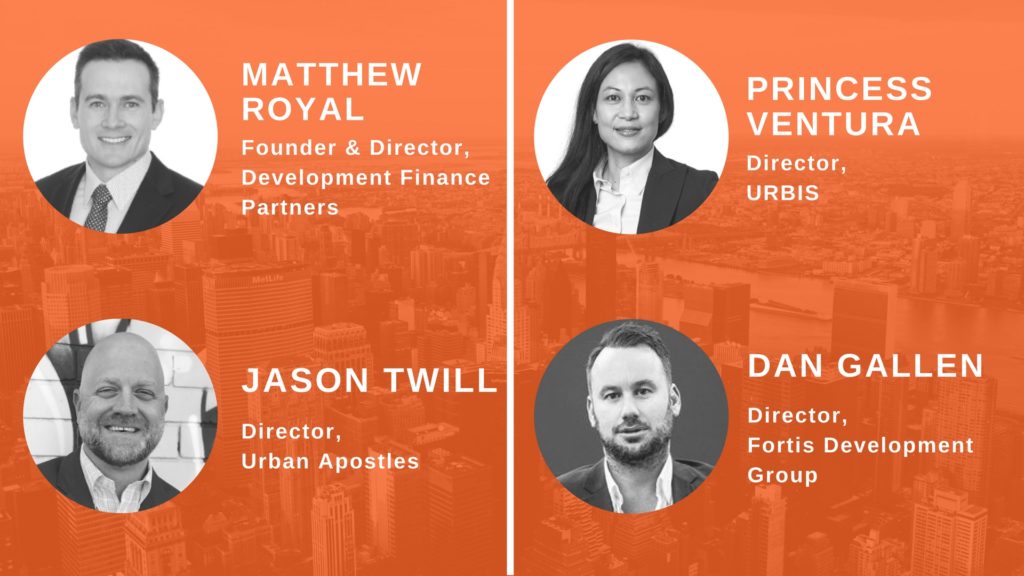 MATTHEW
ROYAL
Founder & Director,
Development Finance
Partners
PRINCESS
VENTURA
Director,
URBIS
MetLife
JASON TWILL
Director,
Urban Apostles
DAN GALLEN
Director,
Fortis Development
Group